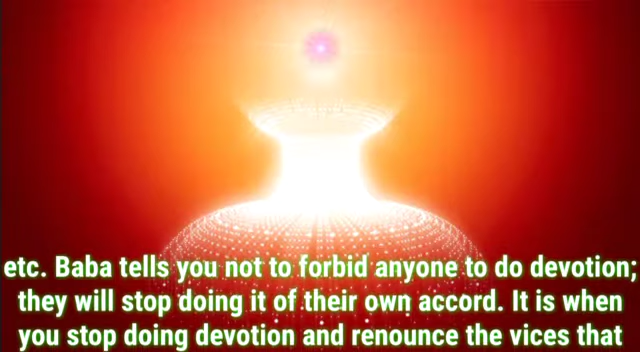 etc. Baba tells you not to forbid anyone to do devotion;
they will stop doing it of their own accord. It is when
you stop doing devotion and renounce the vices that